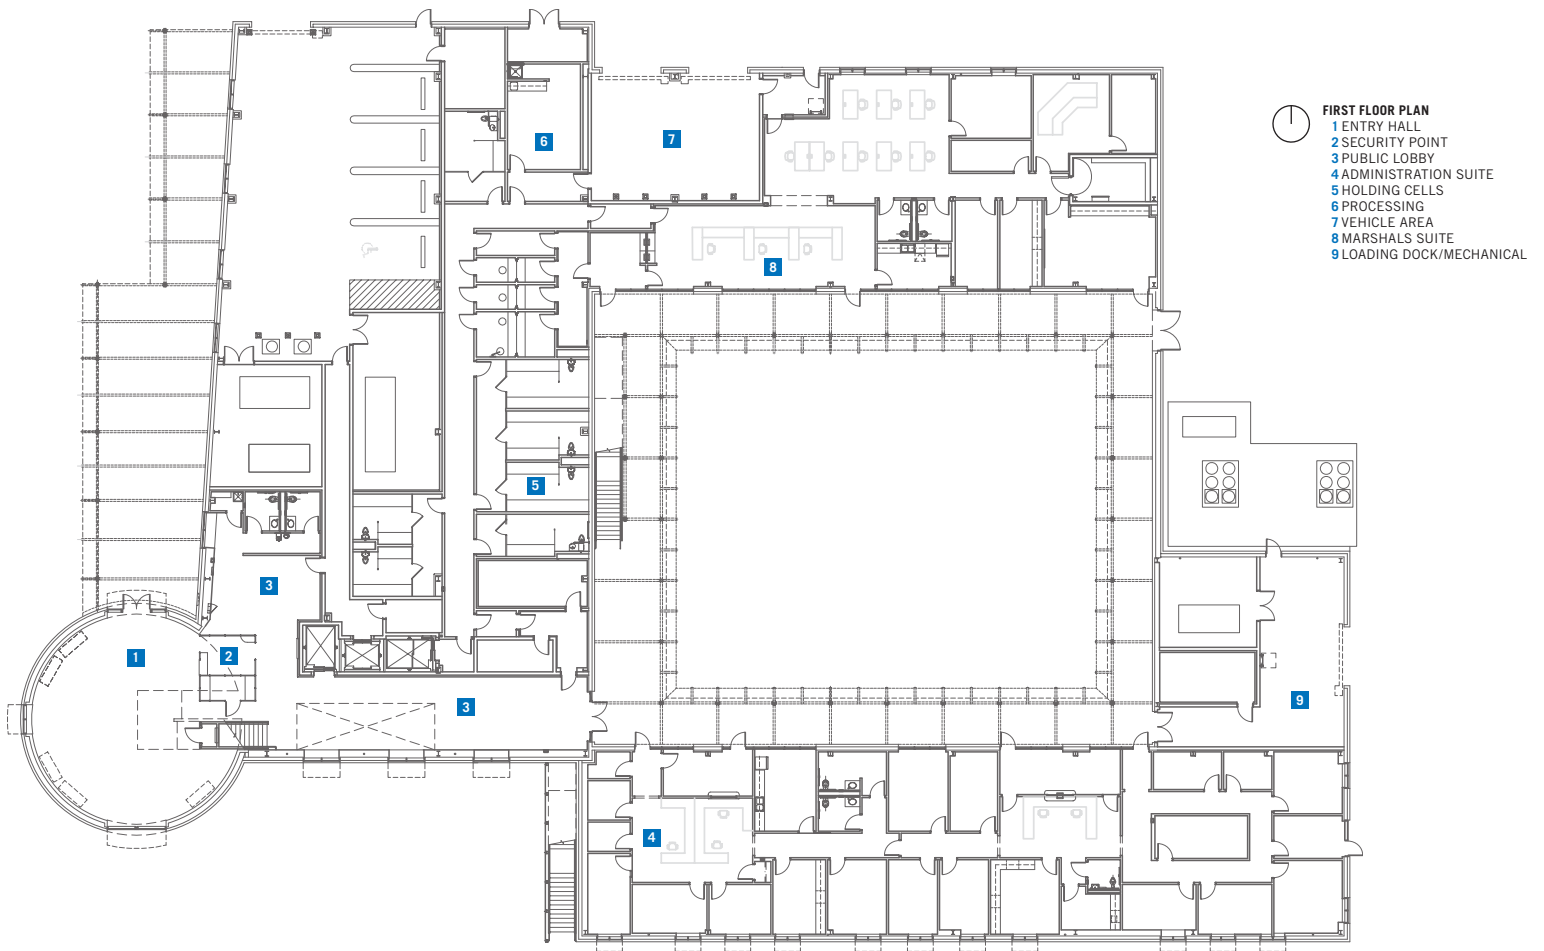 FIRST FLOOR PLAN
1 ENTRY HALL
2 SECURITY POINT
3 PUBLIC LOBBY
4 ADMINISTRATION SUITE
5 HOLDING CELLS
6 PROCESSING
7 VEHICLE AREA
8 MARSHALS SUITE
9 LOADING DOCK/MECHANICAL
6
7
8
5
3
1
2
3
9
4